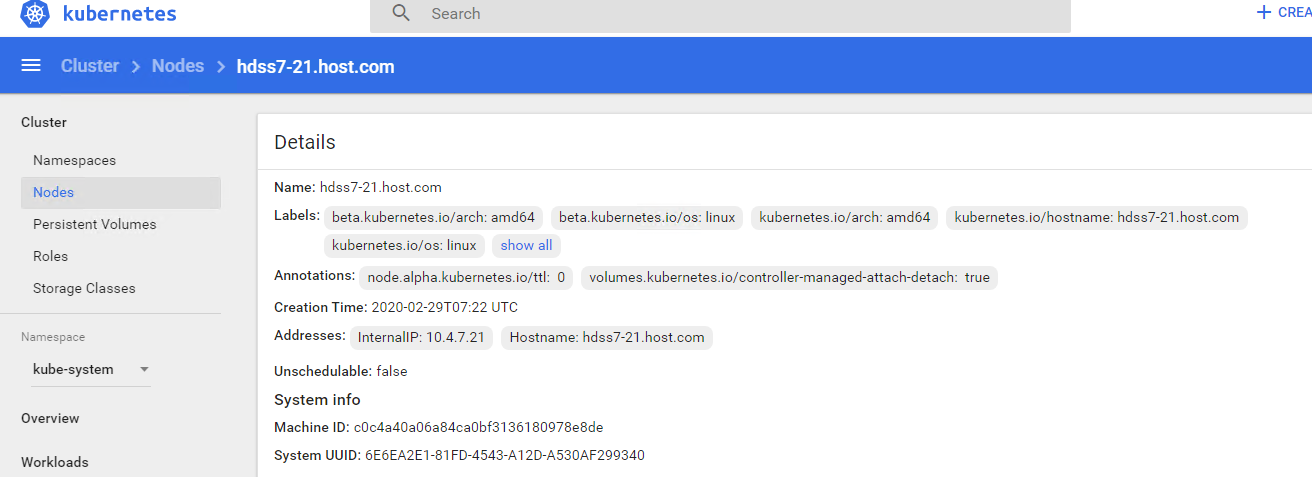 kubernetes
Search
+ CREA
Cluster > Nodes > hdss7-21.host.com
Cluster
Namespaces
Nodes
Persistent Volumes
Roles
Storage Classes
Namespace
kube-system
Overview
Workloads
Details
Name: hdss7-21.host.com
Labels: beta.kubernetes.io/arch: amd64 beta.kubernetes.io/os: linux kubernetes.io/arch: amd64 kubernetes.io/hostname: hdss7-21.host.com
kubernetes.io/os: linux show all
Annotations: node.alpha.kubernetes.io/ttl: 0 volumes.kubernetes.io/controller-managed-attach-detach: true
Creation Time: 2020-02-29T07:22 UTC
Addresses: InternalIP: 10.4.7.21 Hostname: hdss7-21.host.com
Unschedulable: false
System info
Machine ID: c0c4a40a06a84ca0bf3136180978e8de
System UUID: 6E6EA2E1-81FD-4543-A12D-A530AF299340